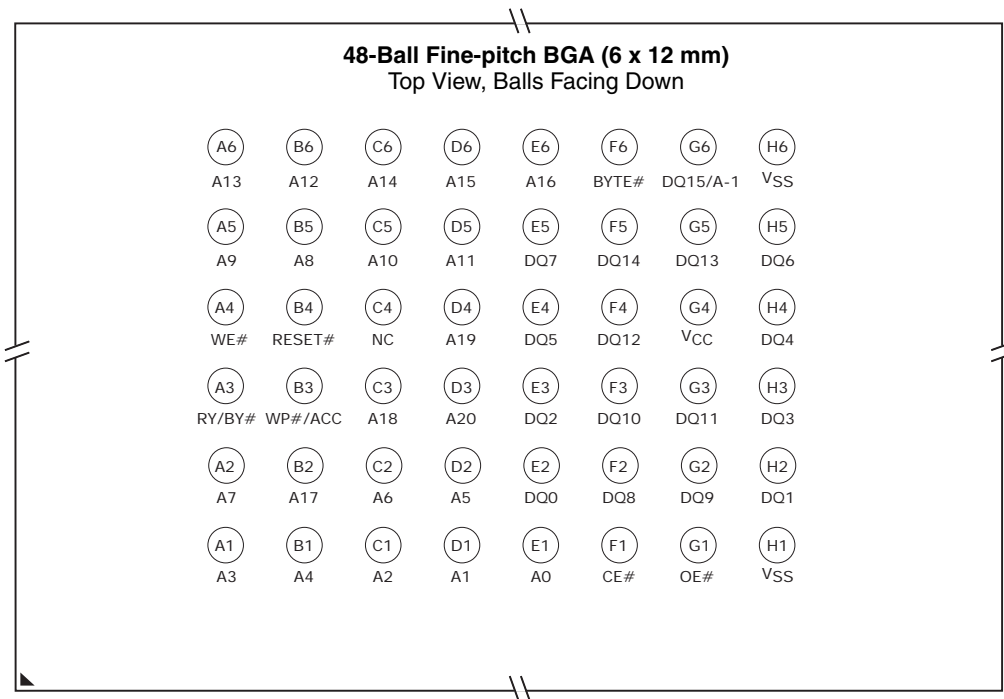 48-Ball Fine-pitch BGA (6 x 12 mm)
Top View, Balls Facing Down
A6 B6 C6 D6 E6 F6 G6 H6
A13 A12 A14 A15 A16 BYTE# DQ15/A-1 VSS
A5 B5 C5 D5 E5 F5 G5 H5
A9 A8 A10 A11 DQ7 DQ14 DQ13 DQ6
A4 B4 C4 D4 E4 F4 G4 H4
WE# RESET# NC A19 DQ5 DQ12 VCC DQ4
A3 B3 C3 D3 E3 F3 G3 H3
RY/BY# WP#/ACC A18 A20 DQ2 DQ10 DQ11 DQ3
A2 B2 C2 D2 E2 F2 G2 H2
A7 A17 A6 A5 DQ0 DQ8 DQ9 DQ1
A1 B1 C1 D1 E1 F1 G1 H1
A3 A4 A2 A1 A0 CE# OE# VSS